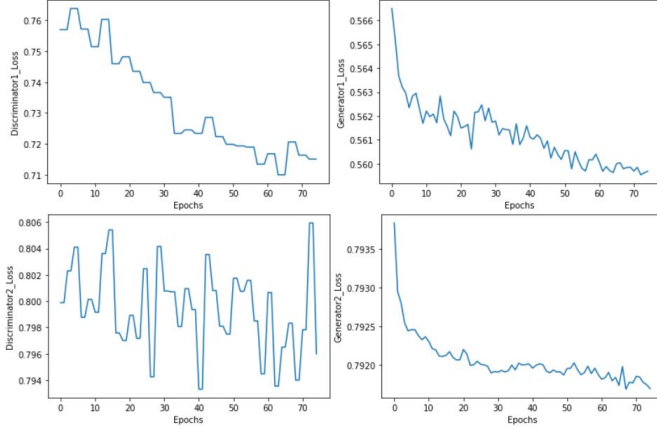 Discriminator1_Loss
0.76
0.75
0.74
0.73
0.72
0.71
0 10 20 30 40 50 60 70
Epochs
Generator1_Loss
0.566
0.565
0.564
0.563
0.562
0.561
0.560
0 10 20 30 40 50 60 70
Epochs
Discriminator2_Loss
0.806
0.804
0.802
0.800
0.798
0.796
0.794
0 10 20 30 40 50 60 70
Epochs
Generator2_Loss
0.7935
0.7930
0.7925
0.7920
0 10 20 30 40 50 60 70
Epochs